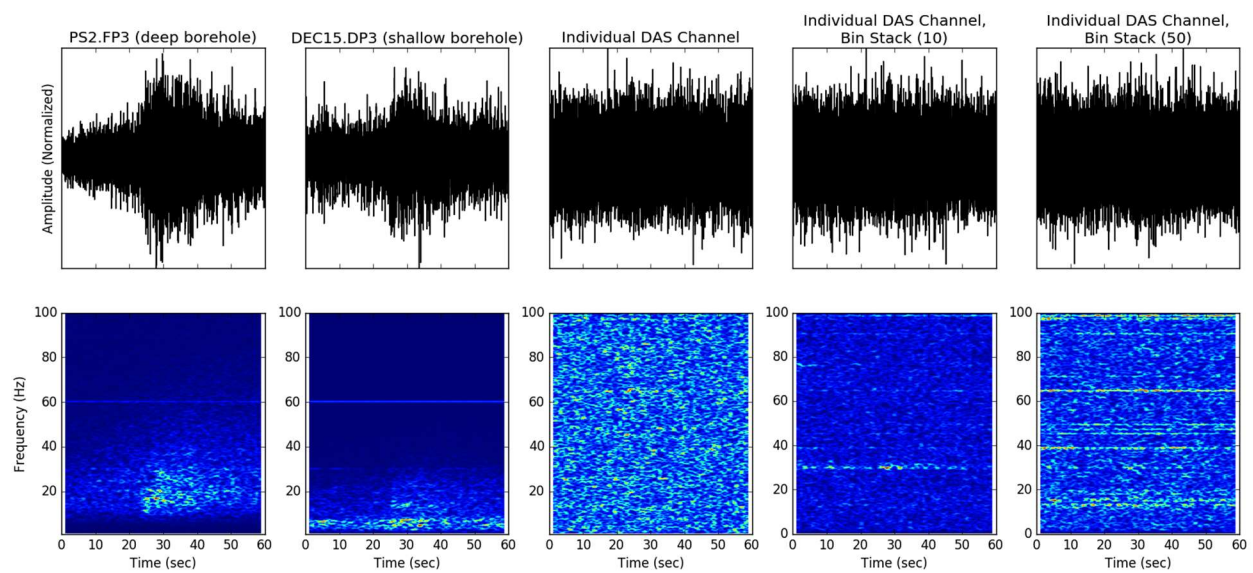 PS2.FP3 (deep borehole)
DEC15.DP3 (shallow borehole)
Individual DAS Channel
Individual DAS Channel,
Bin Stack (10)
Individual DAS Channel,
Bin Stack (50)
Amplitude (Normalized)
Frequency (Hz)
100
80
60
40
20
0 10 20 30 40 50 60
Time (sec)
100
80
60
40
20
0 10 20 30 40 50 60
Time (sec)
100
80
60
40
20
0
0 10 20 30 40 50 60
Time (sec)
100
80
60
40
20
0
0 10 20 30 40 50 60
Time (sec)
100
80
60
40
20
0
0 10 20 30 40 50 60
Time (sec)